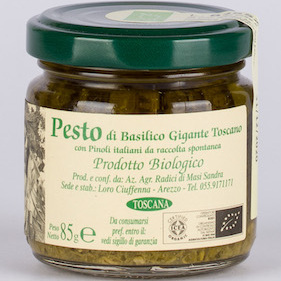 Pesto di Basilico Gigante Toscano
con Pinoli italiani da raccolta spontanea
Prodotto Biologico
Prod. e conf. da: Az. Agr. Radici di Masi Sandra
Sede e stab.: Loro Ciuffenna - Arezzo - Tel. 055.9171171
TOSCANA
Peso
Netto
85g e
Da consumarsi
pref. entro il:
vedi sigillo di garanzia